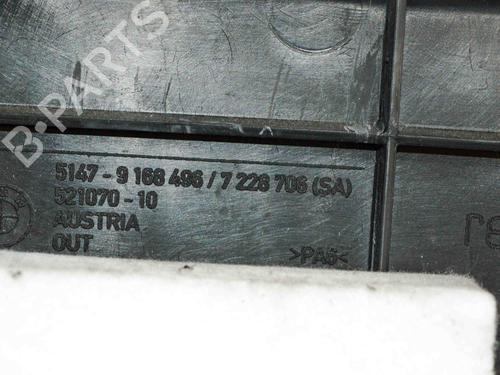 B-PARTS
5147 - 9 168 496 / 7 228 706 (SA)
521070 - 10
AUSTRIA
OUT
>PA6<